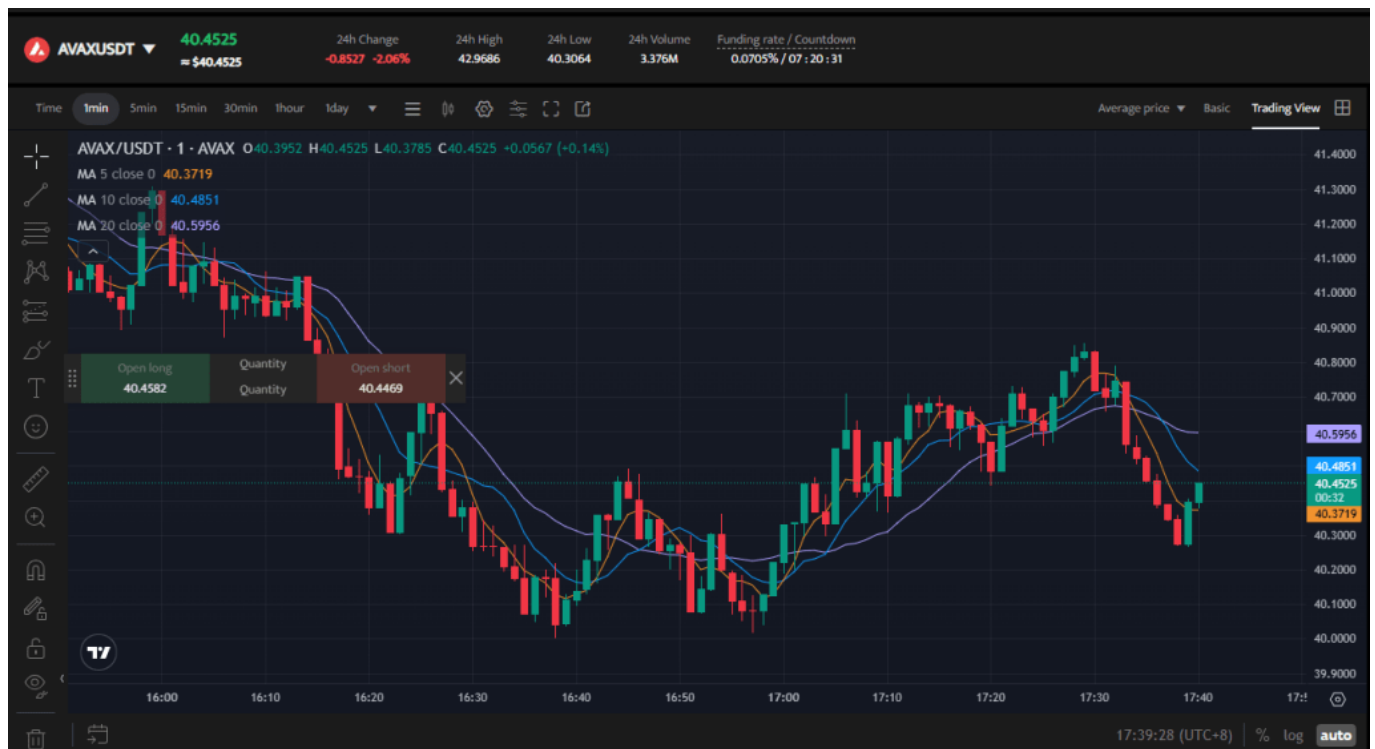 AVAXUSDT 40.4525 24h Change 24h High 24h Low 24h Volume Funding rate / Countdown
≈ $40.4525 -0.8527 -2.06% 42.9686 40.3064 3.376M 0.0705% / 07 : 20 : 31
Time 1min 5min 15min 30min 1hour 1day Average price Basic Trading View
AVAX/USDT · 1 · AVAX O40.3952 H40.4525 L40.3785 C40.4525 +0.0567 (+0.14%)
MA 5 close 0 40.3719
MA 10 close 0 40.4851
MA 20 close 0 40.5956
41.4000
41.3000
41.2000
41.1000
41.0000
40.9000
40.8000
40.7000
40.5956
40.4851
40.4525
00:32
40.3719
40.3000
40.2000
40.1000
40.0000
39.9000
Open long Quantity Open short
40.4582 Quantity 40.4469
16:00 16:10 16:20 16:30 16:40 16:50 17:00 17:10 17:20 17:30 17:40
17:39:28 (UTC+8) % log auto